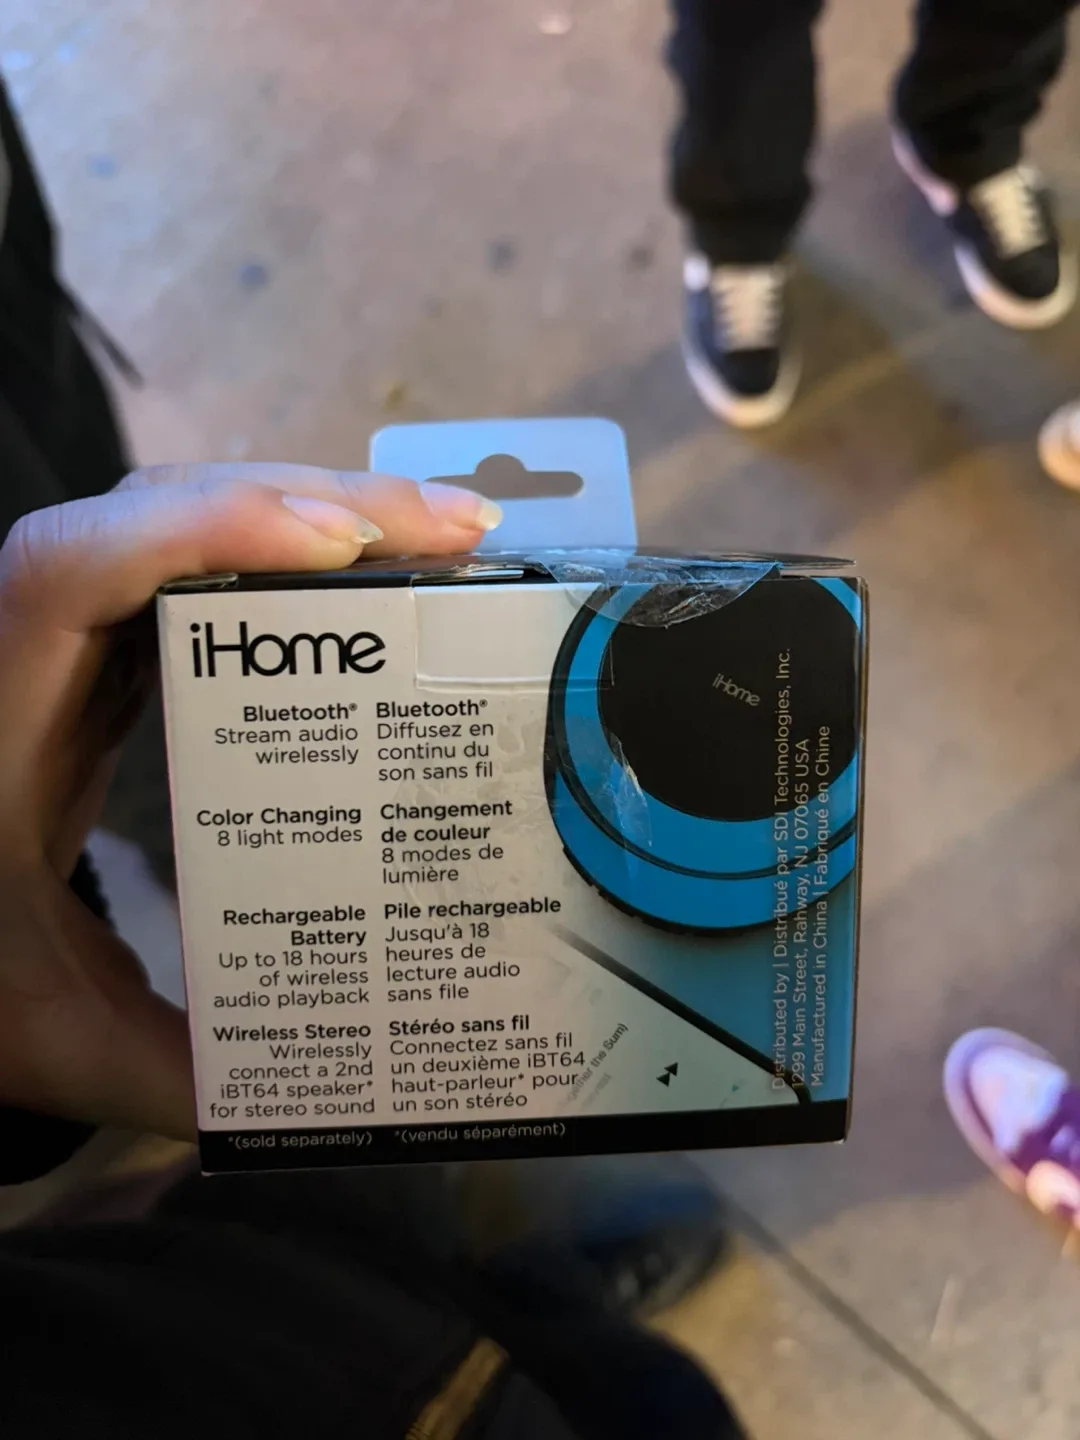 iHome
Bluetooth®
Stream audio
wirelessly
Bluetooth®
Diffusez en
continu du
son sans fil
Color Changing
8 light modes
Changement
de couleur
8 modes de
lumière
Rechargeable
Battery
Up to 18 hours
of wireless
audio playback
Pile rechargeable
Jusqu'à 18
heures de
lecture audio
sans file
Wireless Stereo
Wirelessly
connect a 2nd
iBT64 speaker*
for stereo sound
Stéréo sans fil
Connectez sans fil
un deuxième iBT64
haut-parleur* pour
un son stéréo
*(sold separately)
*(vendu séparément)
iHome
the Sum)
Distributed by | Distribué par SDI Technologies, Inc.
1299 Main Street, Rahway, NJ 07065 USA
Manufactured in China | Fabriqué en Chine